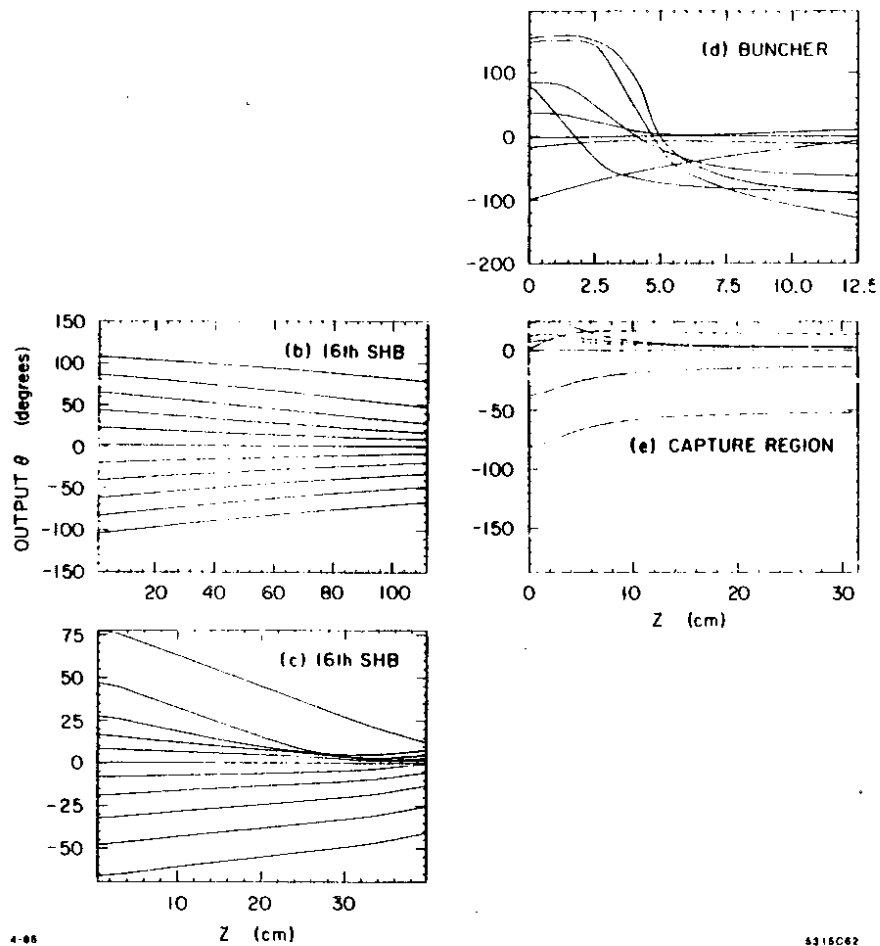 (d) BUNCHER
100
0
-100
-200
0 2.5 5.0 7.5 10.0 12.5
OUTPUT θ (degrees)
150
100
50
0
-50
-100
-150
(b) 16th SHB
20 40 60 80 100
0
-50
-100
-150
(e) CAPTURE REGION
0 10 20 30
Z (cm)
75
50
25
0
-25
-50
(c) 16th SHB
10 20 30
Z (cm)
4-86
5315C62